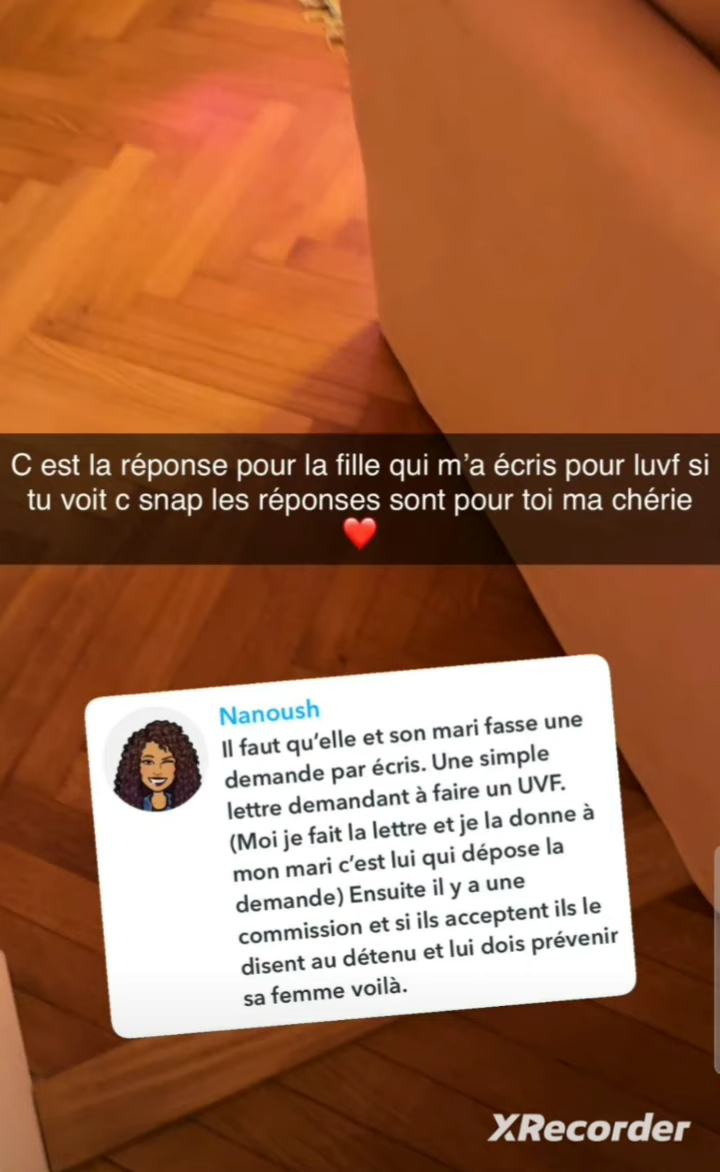 C est la réponse pour la fille qui m'a écris pour luvf si
tu voit c snap les réponses sont pour toi ma chérie
❤️
Nanoush
Il faut qu'elle et son mari fasse une
demande par écris. Une simple
lettre demandant à faire un UVF.
(Moi je fait la lettre et je la donne à
mon mari c'est lui qui dépose la
demande) Ensuite il y a une
commission et si ils acceptent ils le
disent au détenu et lui dois prévenir
sa femme voilà.
XRecorder